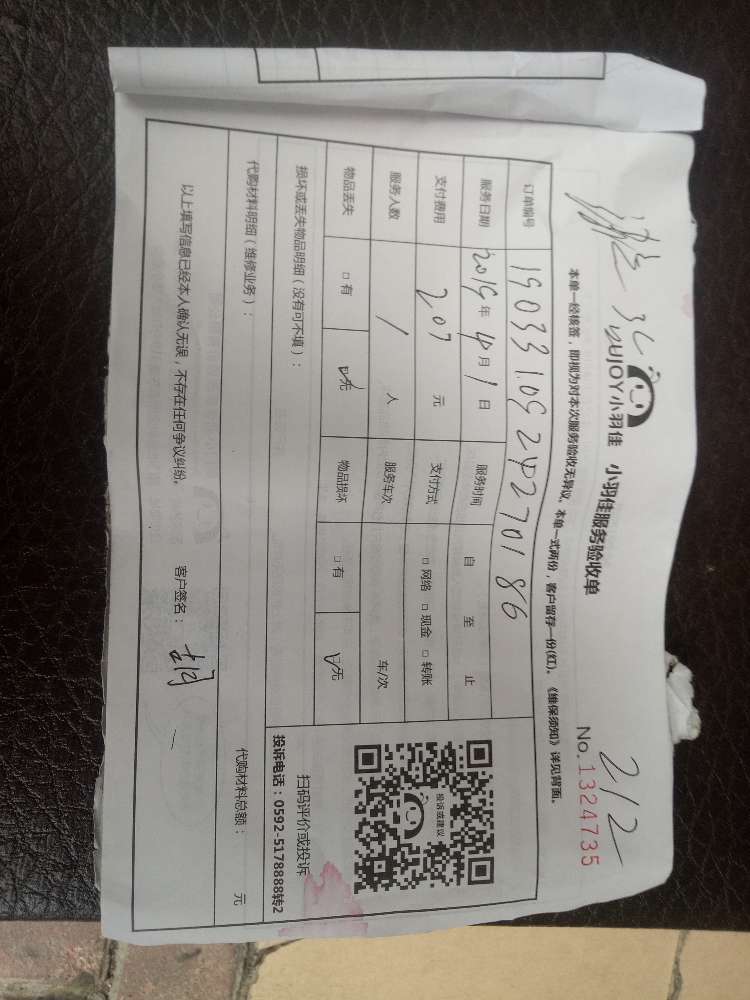 212
YUJOY小羽佳 小羽佳服务验收单 No.1324735
本单一经核签，即视为对本次服务验收无异议。本单一式两份，客户留存一份(红)。《维保须知》详见背面。
订单编号 1903310524270186
服务日期 2019年4月1日 服务时间 自 至 止
支付费用 207 元 支付方式 □网络 □现金 □转账
服务人数 1 人 服务车次 车/次
物品丢失 □有 ☑无 物品损坏 □有 ☑无
投诉或建议
扫码评价或投诉
投诉电话：0592-5178888转2
损坏或丢失物品明细（没有可不填）：
代购材料明细（维修业务）： 代购材料总额： 元
以上填写信息已经本人确认无误，不存在任何争议纠纷。 客户签名：